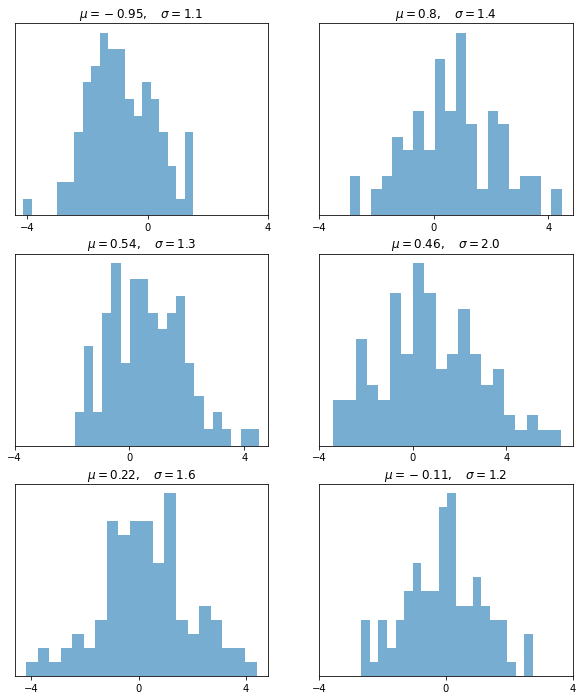 μ = −0.95, σ = 1.1
μ = 0.8, σ = 1.4
−4 0 4
−4 0 4
μ = 0.54, σ = 1.3
μ = 0.46, σ = 2.0
−4 0 4
−4 0 4
μ = 0.22, σ = 1.6
μ = −0.11, σ = 1.2
−4 0 4
−4 0 4